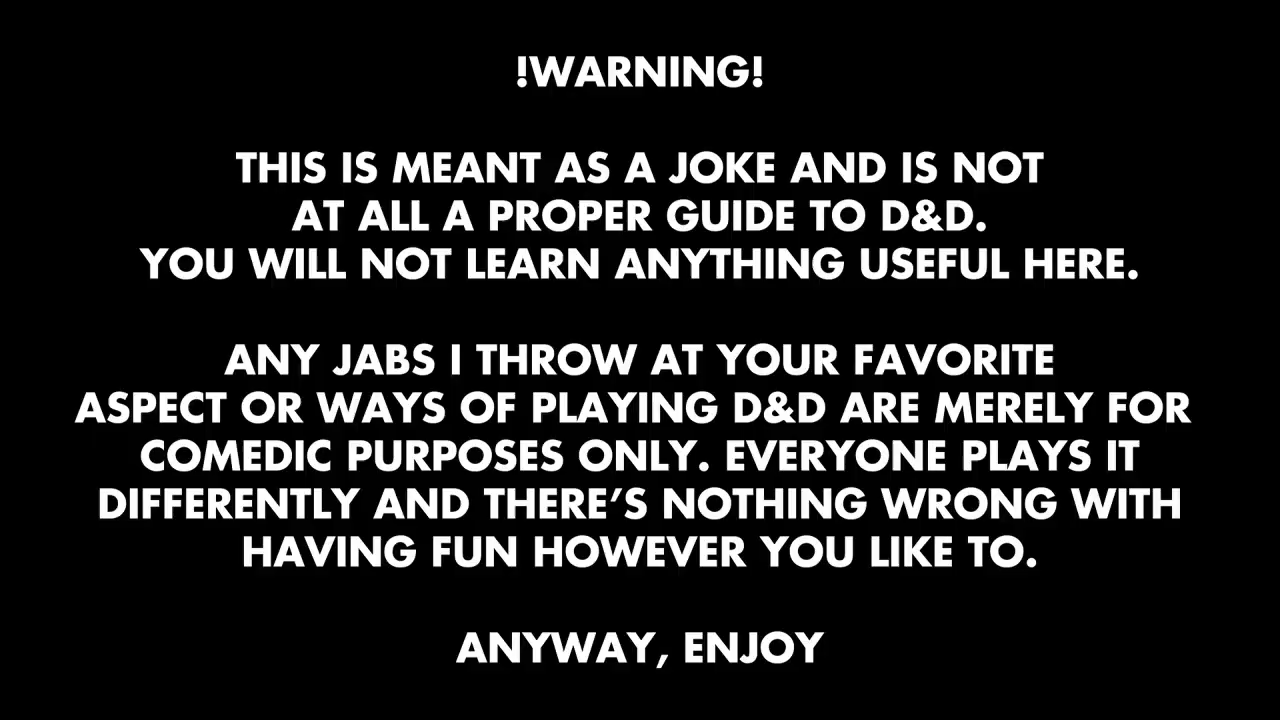 !WARNING!
THIS IS MEANT AS A JOKE AND IS NOT
AT ALL A PROPER GUIDE TO D&D.
YOU WILL NOT LEARN ANYTHING USEFUL HERE.
ANY JABS I THROW AT YOUR FAVORITE
ASPECT OR WAYS OF PLAYING D&D ARE MERELY FOR
COMEDIC PURPOSES ONLY. EVERYONE PLAYS IT
DIFFERENTLY AND THERE’S NOTHING WRONG WITH
HAVING FUN HOWEVER YOU LIKE TO.
ANYWAY, ENJOY